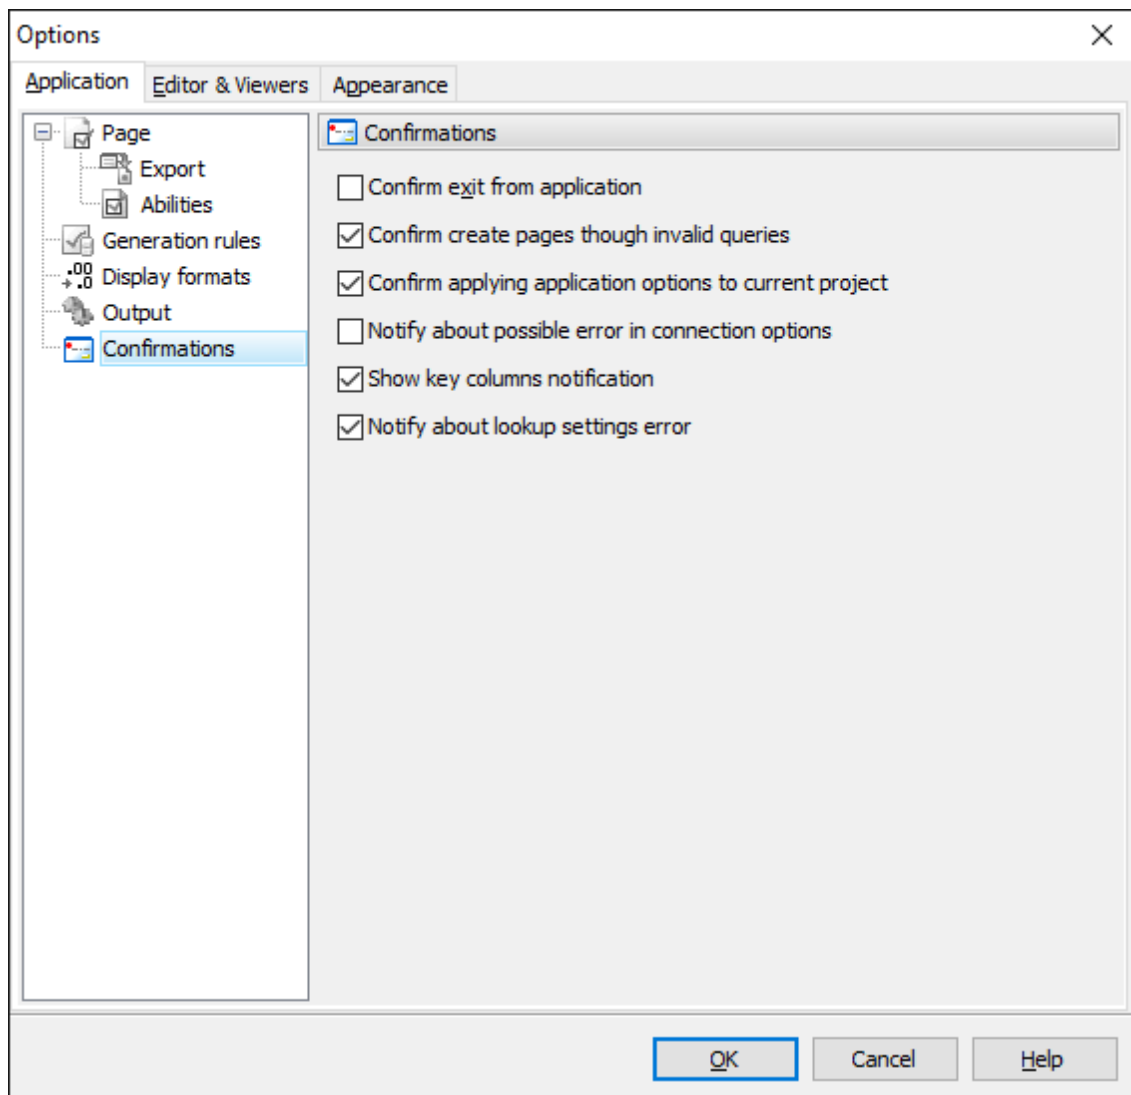 Options
Application
Editor & Viewers
Appearance
Page
Export
Abilities
Generation rules
Display formats
Output
Confirmations
Confirmations
Confirm exit from application
Confirm create pages though invalid queries
Confirm applying application options to current project
Notify about possible error in connection options
Show key columns notification
Notify about lookup settings error
OK
Cancel
Help